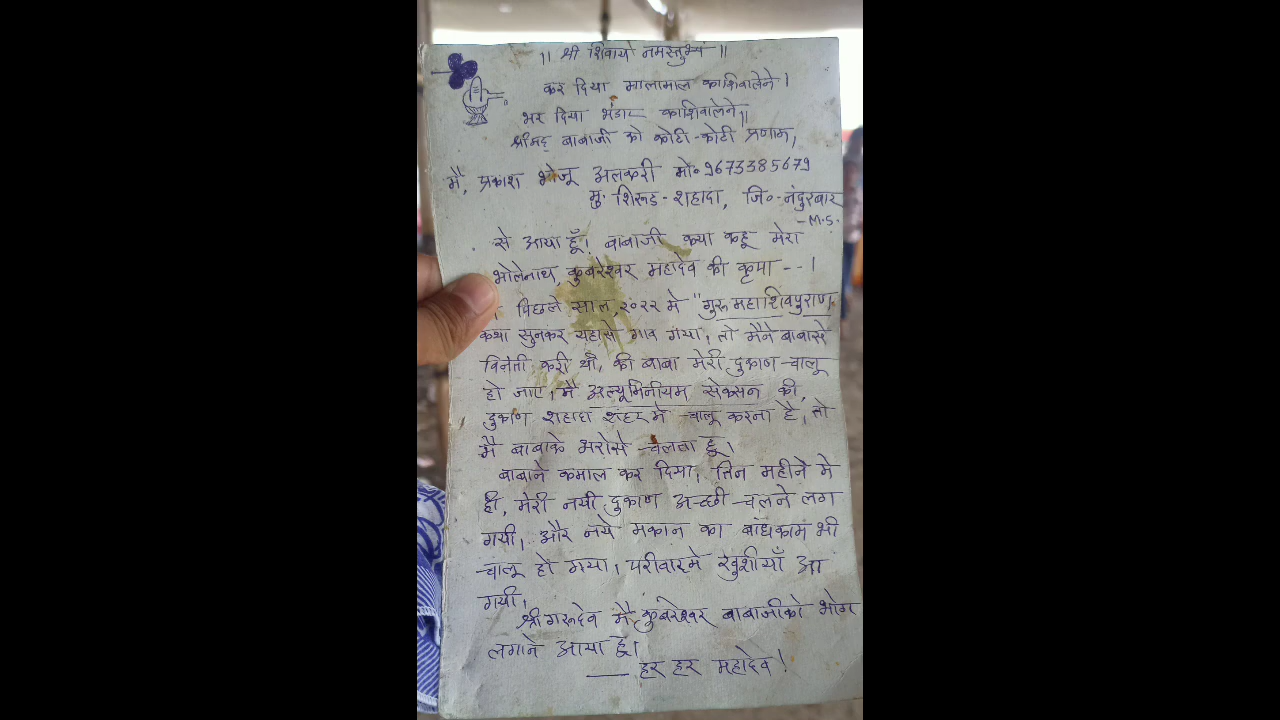 ॥ श्री शिवाय नमस्तुभ्यं ॥
कर दिया मालामाल काशिवालेने।
भर दिया भंडार काशिवालेने॥
श्रीमद् बाबाजी को कोटी-कोटी प्रणाम,
मै, प्रकाश भोजू अलकरी मो॰ 9673385679
मु. शिरूड-शहादा, जि॰-नंदुरबार
-M.S.
से आया हूँ। बाबाजी क्या कहू मेरा
भोलेनाथ, कुबरेश्वर महादेव की कृपा --।
पिछले साल २०२२ मे "गुरु महाशिवपुराण
कथा सुनकर यहासे गाव गया, तो मैने बाबासे
विनंती करी थी, की बाबा मेरी दुकाण चालू
हो जाए, मै अल्यूमिनीयम सेक्सन की,
दुकाण शहादा शहर मे चालू करना है, तो
मै बाबाके भरोसे चलता हू।
बाबाने कमाल कर दिया, तिन महीने मे
ही, मेरी नयी दुकाण अच्छी चलने लग
गयी, और नये मकान का बांधकाम भी
चालू हो गया, परीवारमे खुशीयाँ आ
गयी,
श्रीगरूदेव मै कुबरेश्वर बाबाजीको भोग
लगाने आया हू।
— हर हर महादेव!